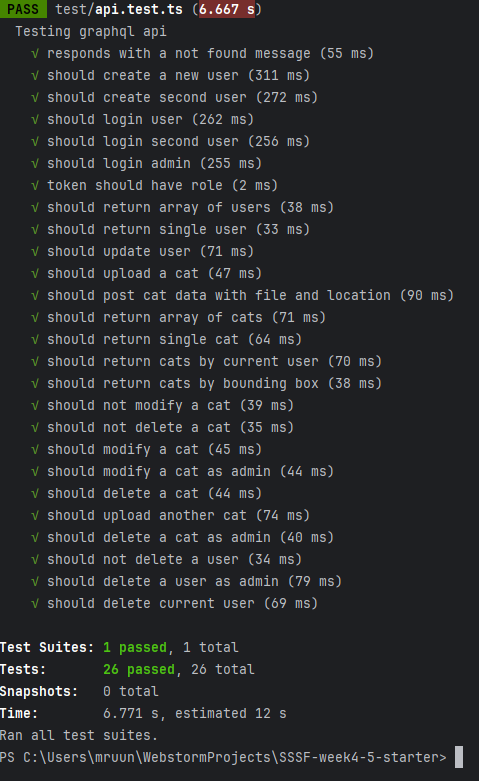 PASS test/api.test.ts (6.667 s)
Testing graphql api
√ responds with a not found message (55 ms)
√ should create a new user (311 ms)
√ should create second user (272 ms)
√ should login user (262 ms)
√ should login second user (256 ms)
√ should login admin (255 ms)
√ token should have role (2 ms)
√ should return array of users (38 ms)
√ should return single user (33 ms)
√ should update user (71 ms)
√ should upload a cat (47 ms)
√ should post cat data with file and location (90 ms)
√ should return array of cats (71 ms)
√ should return single cat (64 ms)
√ should return cats by current user (70 ms)
√ should return cats by bounding box (38 ms)
√ should not modify a cat (39 ms)
√ should not delete a cat (35 ms)
√ should modify a cat (45 ms)
√ should modify a cat as admin (44 ms)
√ should delete a cat (44 ms)
√ should upload another cat (74 ms)
√ should delete a cat as admin (40 ms)
√ should not delete a user (34 ms)
√ should delete a user as admin (79 ms)
√ should delete current user (69 ms)
Test Suites: 1 passed, 1 total
Tests: 26 passed, 26 total
Snapshots: 0 total
Time: 6.771 s, estimated 12 s
Ran all test suites.
PS C:\Users\mruun\WebstormProjects\SSSF-week4-5-starter>